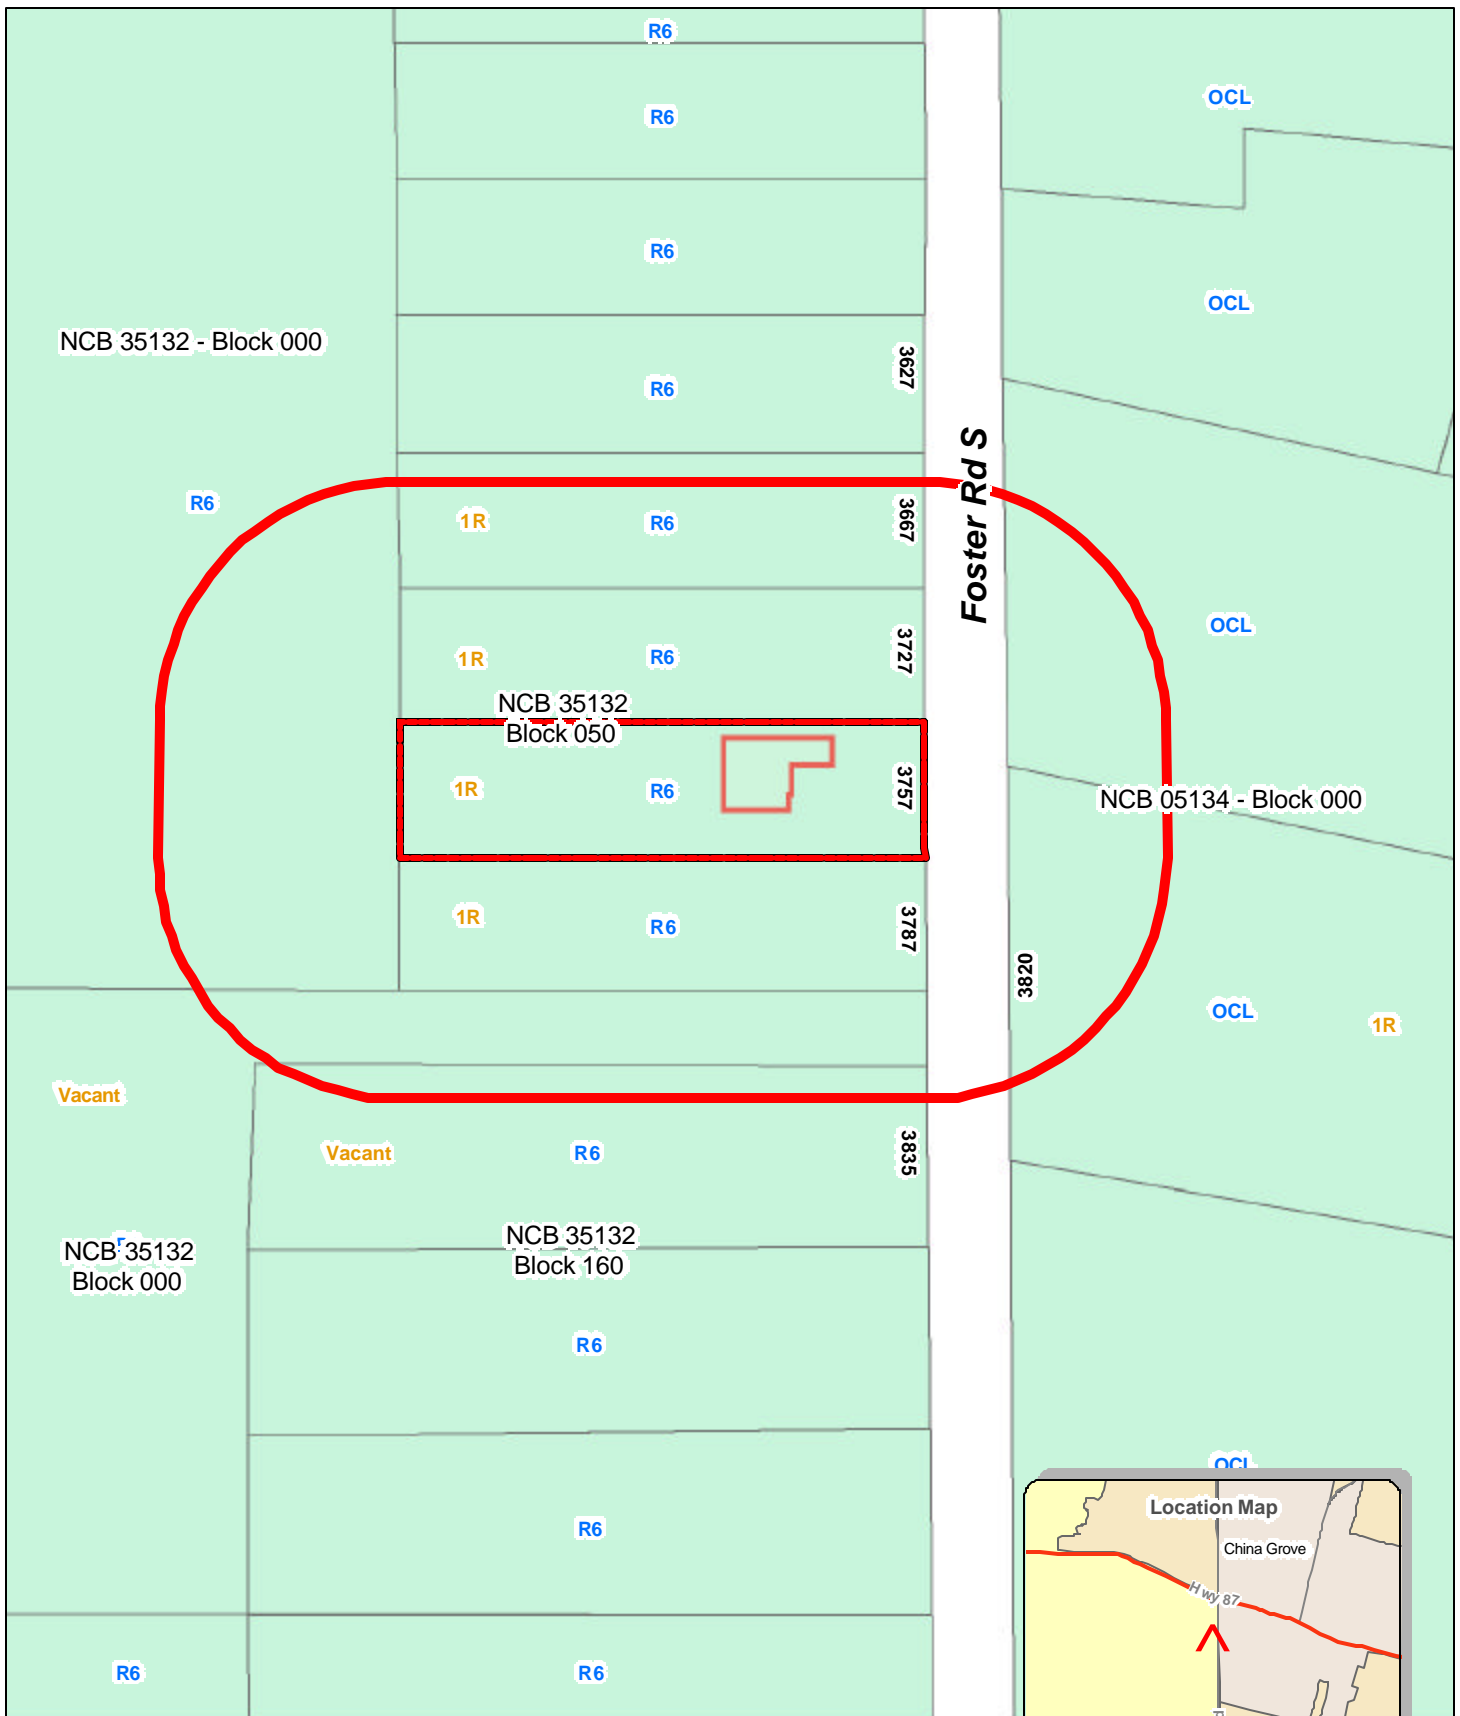 R6
OCL
R6
R6
OCL
NCB 35132 - Block 000
3627
R6
Foster Rd S
R6
1R
R6
3667
OCL
1R
R6
3727
NCB 35132
Block 050
1R
R6
3757
NCB 05134 - Block 000
1R
R6
3787
3820
OCL
1R
Vacant
Vacant
R6
3835
NCB 35132
Block 000
NCB 35132
Block 160
R6
OCL
R6
Location Map
China Grove
Hwy 87
R6
R6